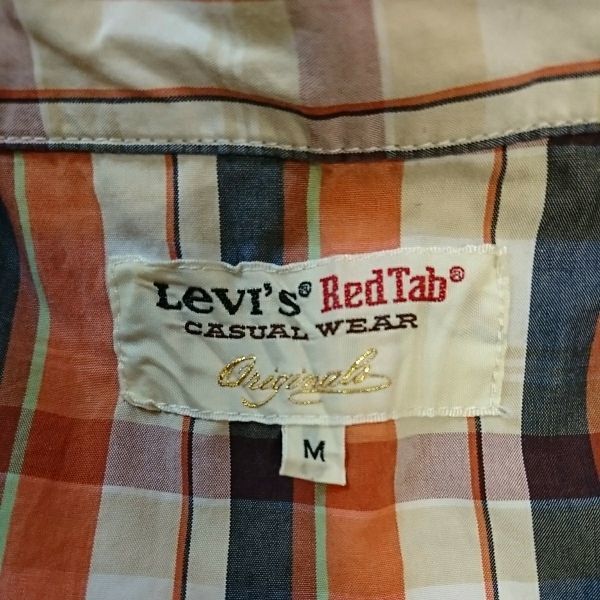 Levi's® RedTab®
CASUAL WEAR
Originals
M